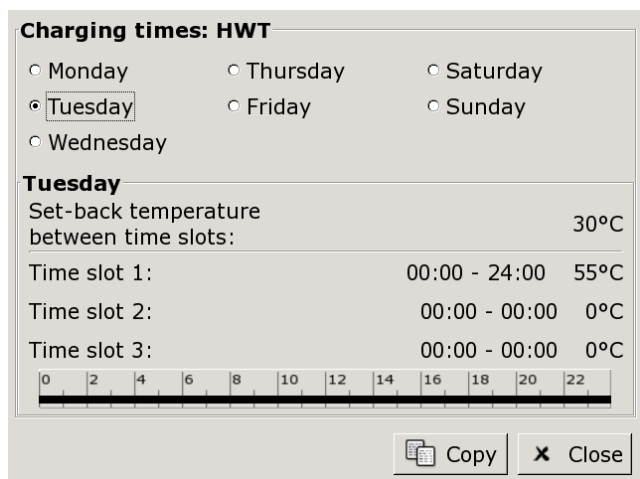 Charging times: HWT
Monday Thursday Saturday
Tuesday Friday Sunday
Wednesday
Tuesday
Set-back temperature
between time slots: 30°C
Time slot 1: 00:00 - 24:00 55°C
Time slot 2: 00:00 - 00:00 0°C
Time slot 3: 00:00 - 00:00 0°C
0 2 4 6 8 10 12 14 16 18 20 22
Copy Close